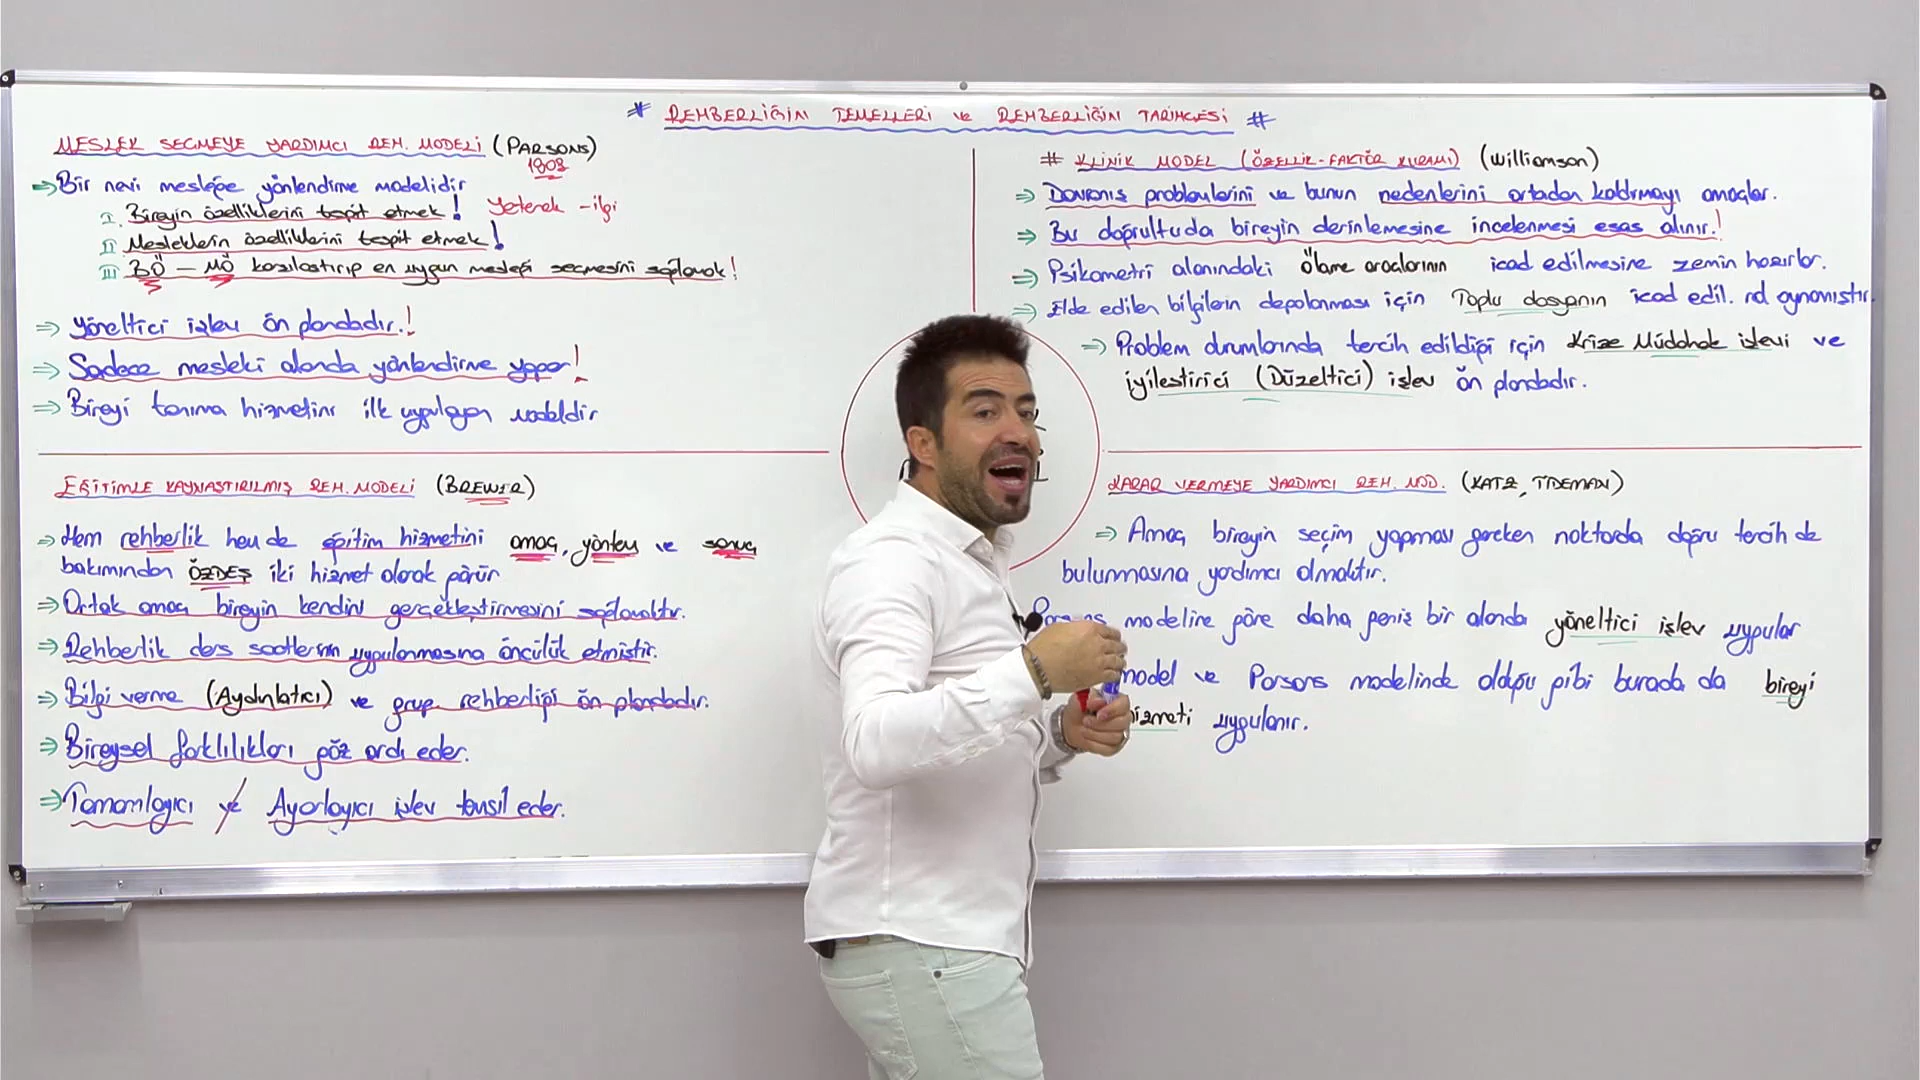 # REHBERLİĞİN TEMELLERİ ve REHBERLİĞİN TARİHÇESİ #
MESLEK SEÇMEYE YARDIMCI REH. MODELİ (PARSONS)
1908
⇒ Bir nevi mesleğe yönlendirme modelidir
I. Bireyin özelliklerini tespit etmek! Yetenek - ilgi
II Mesleklerin özelliklerini tespit etmek!
III BÖ — MÖ karşılaştırıp en uygun mesleği seçmesini sağlamak!
⇒ Yöneltici işlev ön plandadır.!
⇒ Sadece mesleki alanda yönlendirme yapar!
⇒ Bireyi tanıma hizmetini ilk uygulayan modeldir
# KLİNİK MODEL (ÖZELLİK-FAKTÖR KURAMI) (Williamson)
⇒ Davranış problemlerini ve bunun nedenlerini ortadan kaldırmayı amaçlar.
⇒ Bu doğrultuda bireyin derinlemesine incelenmesi esas alınır.!
⇒ Psikometri alanındaki ölçme araçlarının icad edilmesine zemin hazırlar.
⇒ Elde edilen bilgilerin depolanması için Toplu dosyanın icad edil. rol oynamıştır.
⇒ Problem durumlarında tercih edildiği için Krize Müdahale işlevi ve
iyileştirici (Düzeltici) işlev ön plandadır.
EĞİTİMLE KAYNAŞTIRILMIŞ REH. MODELİ (BREWER)
⇒ Hem rehberlik hem de eğitim hizmetini amaç, yöntem ve sonuç
bakımından ÖZDEŞ iki hizmet olarak görür
⇒ Ortak amaç bireyin kendini gerçekleştirmesini sağlamaktır.
⇒ Rehberlik ders saatlerinin uygulanmasına öncülük etmiştir.
⇒ Bilgi verme (Aydınlatıcı) ve grup rehberliği ön plandadır.
⇒ Bireysel farklılıkları göz ardı eder.
⇒ Tamamlayıcı ve Ayarlayıcı işlev temsil eder.
KARAR VERMEYE YARDIMCI REH. MOD. (KATZ, TİDEMAN)
⇒ Amaç bireyin seçim yapması gereken noktada doğru tercihde
bulunmasına yardımcı olmaktır.
modeline göre daha geniş bir alanda yöneltici işlev uygular
model ve Parsons modelinde olduğu gibi burada da bireyi
hizmeti uygulanır.